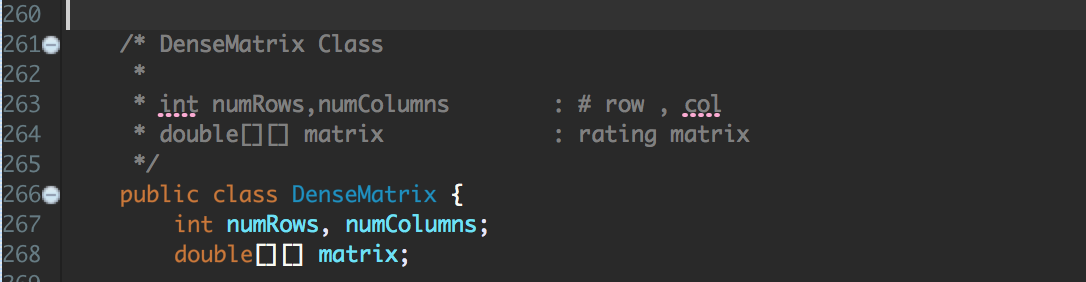 260
261 /* DenseMatrix Class
262 *
263 * int numRows,numColumns : # row , col
264 * double[][] matrix : rating matrix
265 */
266 public class DenseMatrix {
267 int numRows, numColumns;
268 double[][] matrix;
269